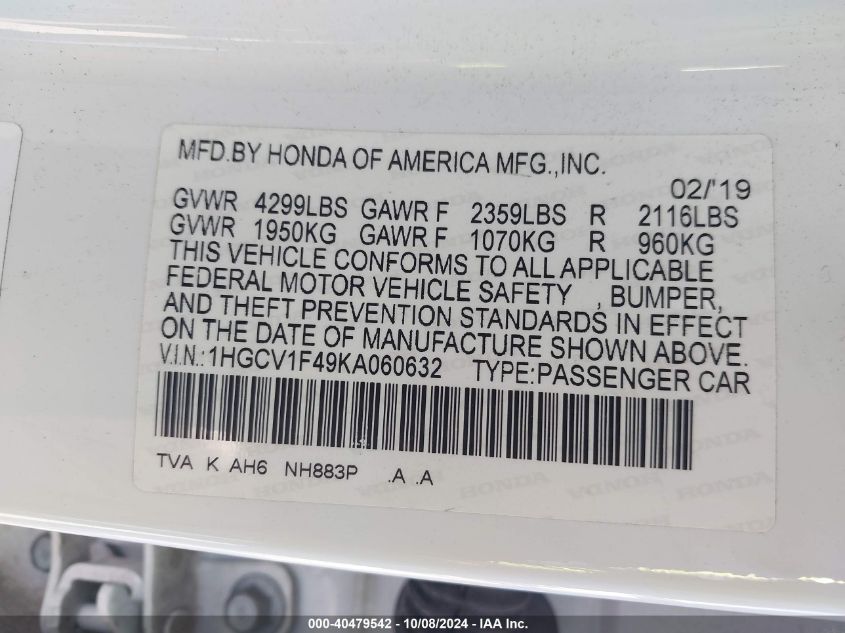 MFD.BY HONDA OF AMERICA MFG.,INC.
02/'19
GVWR 4299LBS GAWR F 2359LBS R 2116LBS
GVWR 1950KG GAWR F 1070KG R 960KG
THIS VEHICLE CONFORMS TO ALL APPLICABLE
FEDERAL MOTOR VEHICLE SAFETY , BUMPER,
AND THEFT PREVENTION STANDARDS IN EFFECT
ON THE DATE OF MANUFACTURE SHOWN ABOVE.
V.I.N.:1HGCV1F49KA060632 TYPE:PASSENGER CAR
TVA K AH6 NH883P .A .A
HONDA HONDA HONDA
000-40479542 - 10/08/2024 - IAA Inc.